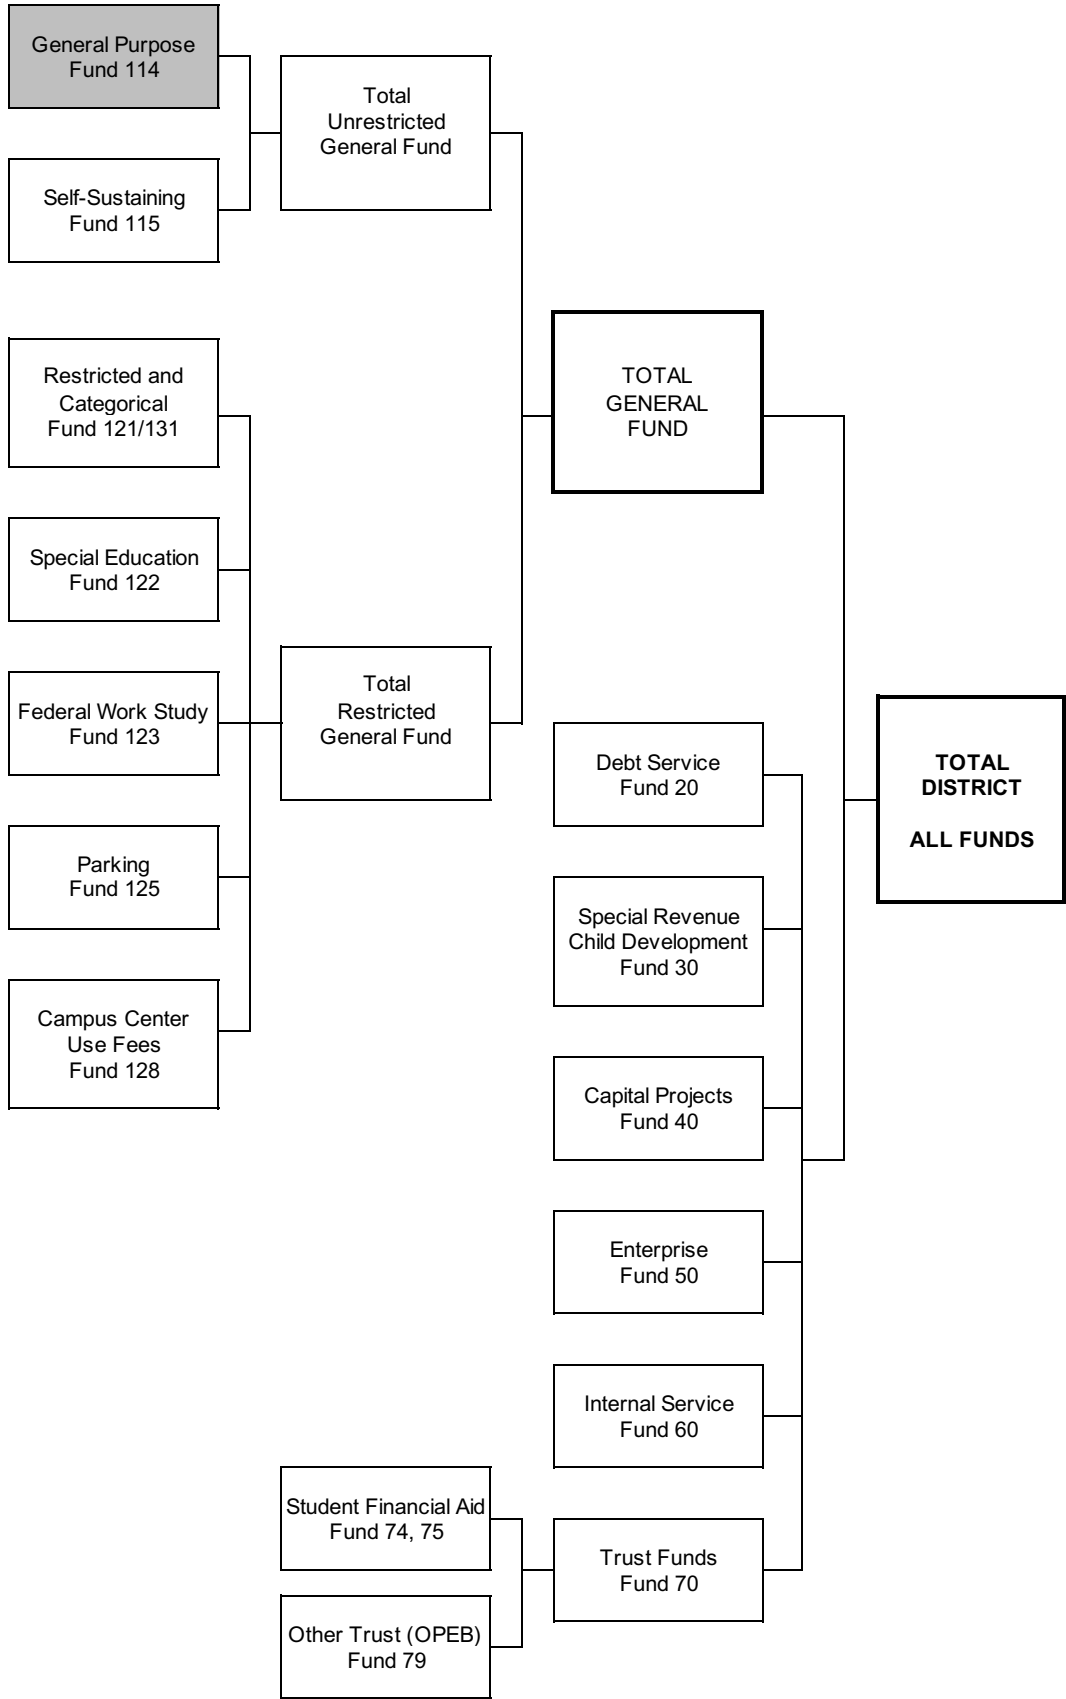 General Purpose
Fund 114
Self-Sustaining
Fund 115
Total
Unrestricted
General Fund
Restricted and
Categorical
Fund 121/131
Special Education
Fund 122
Federal Work Study
Fund 123
Parking
Fund 125
Campus Center
Use Fees
Fund 128
Total
Restricted
General Fund
TOTAL
GENERAL
FUND
Debt Service
Fund 20
Special Revenue
Child Development
Fund 30
Capital Projects
Fund 40
Enterprise
Fund 50
Internal Service
Fund 60
Student Financial Aid
Fund 74, 75
Other Trust (OPEB)
Fund 79
Trust Funds
Fund 70
TOTAL
DISTRICT
ALL FUNDS